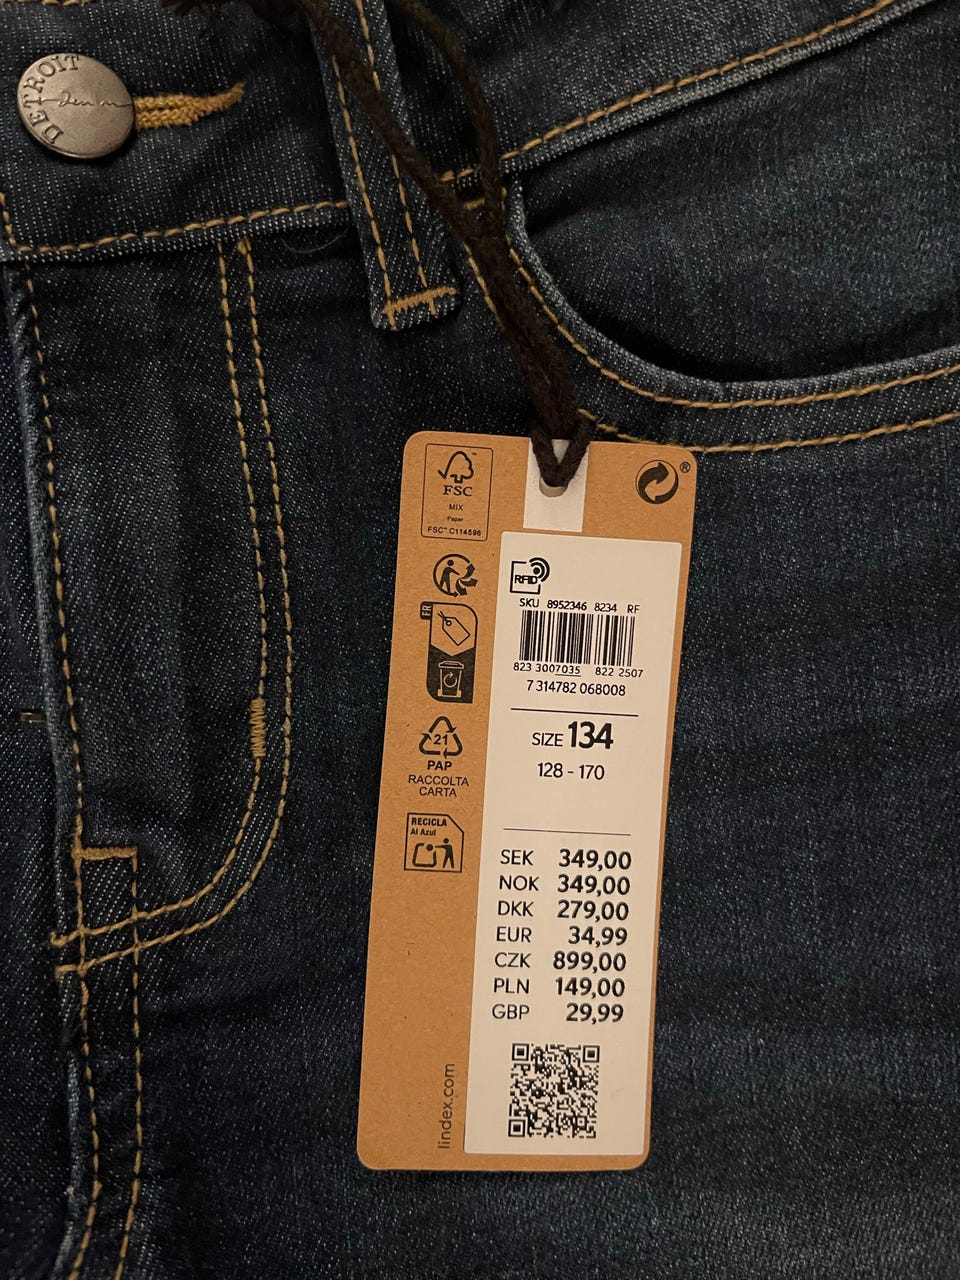 DETROIT
denim
FSC™
MIX
Paper
FSC™ C114596
®
RFID
SKU 8952346 8234 RF
823 3007035 822 2507
7 314782 068008
FR
SIZE 134
128 - 170
21
PAP
RACCOLTA
CARTA
RECICLA
Al Azul
SEK 349,00
NOK 349,00
DKK 279,00
EUR 34,99
CZK 899,00
PLN 149,00
GBP 29,99
lindex.com